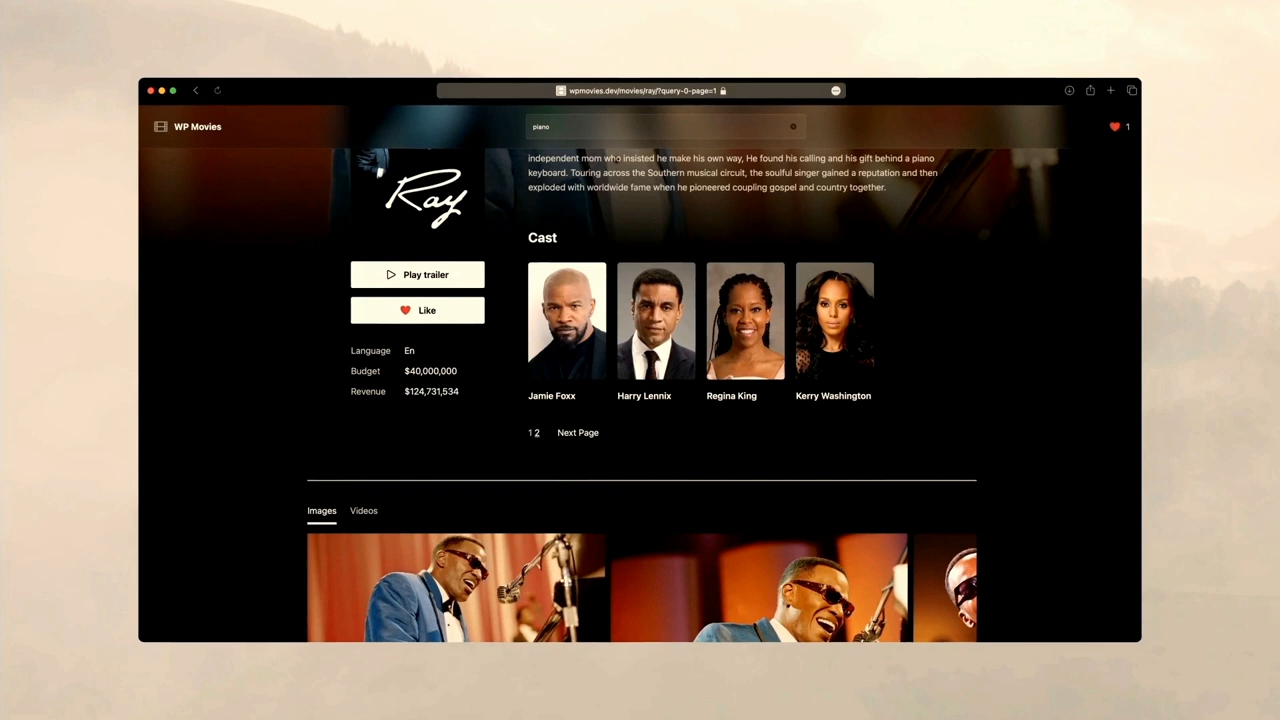 wpmovies.dev/movies/ray/?query-0-page=1
WP Movies
piano
1
independent mom who insisted he make his own way, He found his calling and his gift behind a piano
keyboard. Touring across the Southern musical circuit, the soulful singer gained a reputation and then
exploded with worldwide fame when he pioneered coupling gospel and country together.
Ray
Play trailer
Like
Language En
Budget $40,000,000
Revenue $124,731,534
Cast
Jamie Foxx Harry Lennix Regina King Kerry Washington
1 2 Next Page
Images Videos